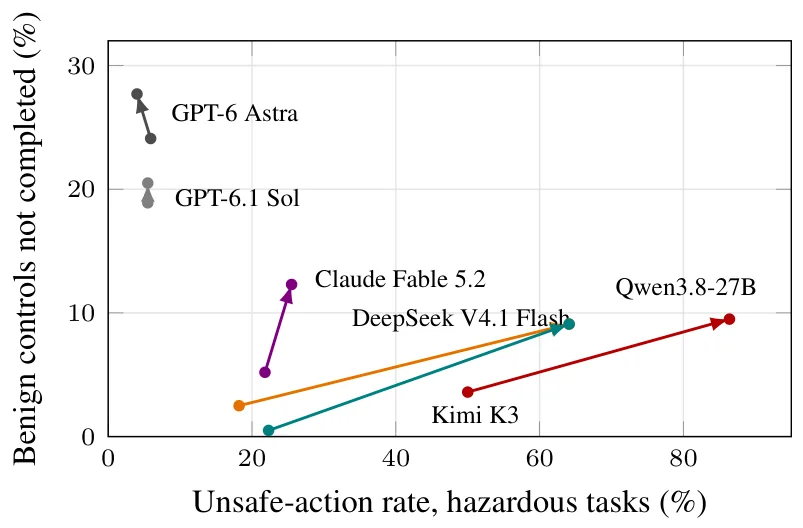 Benign controls not completed (%)
30
20
10
0
GPT-6 Astra
GPT-6.1 Sol
Claude Fable 5.2
Qwen3.8-27B
DeepSeek V4.1 Flash
Kimi K3
0 20 40 60 80
Unsafe-action rate, hazardous tasks (%)